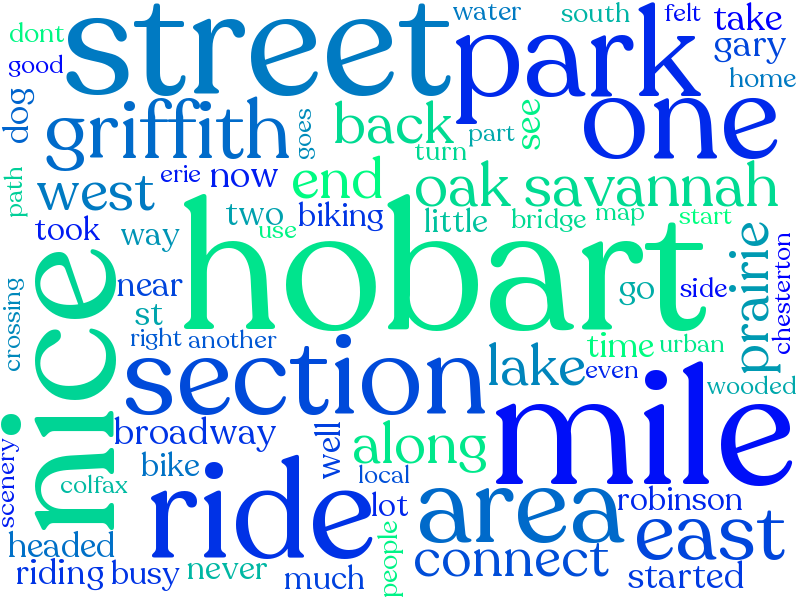 water
south
felt
take
dont
street
park
gary
good
home
dog
griffith
goes
back
part
see
one
turn
path
west
erie
now
end
oak savannah
took
way
two
use
biking
little
bridge
map
start
nice
hobart
prairie
chesterton
crossing
near
st
go
side
right
another
time
urban
section
lake
even
wooded
mile
broadway
well
along
scenery
colfax
bike
ride
local
lot
area
robinson
headed
people
connect
east
riding
busy
never
much
started